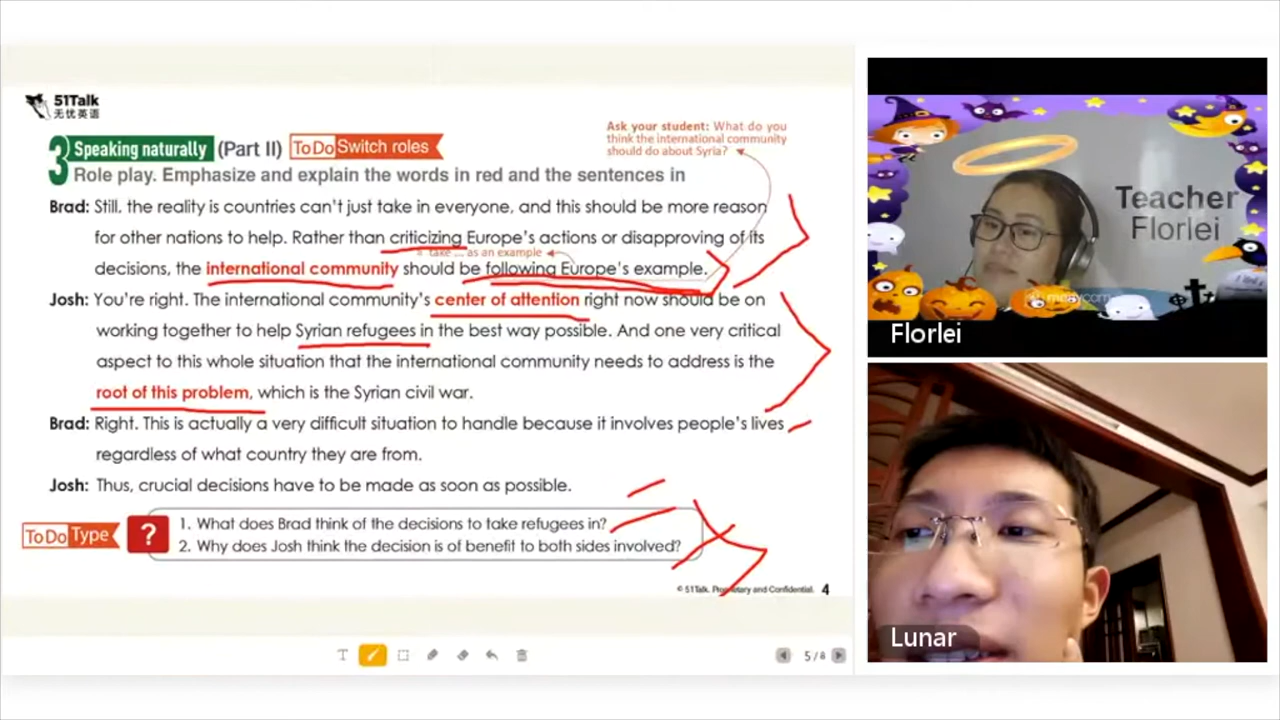 51Talk
无忧英语
Ask your student: What do you
think the international community
should do about Syria?
3 Speaking naturally (Part II) To Do Switch roles
Role play. Emphasize and explain the words in red and the sentences in
Brad: Still, the reality is countries can't just take in everyone, and this should be more reason
for other nations to help. Rather than criticizing Europe's actions or disapproving of its
take ... as an example
decisions, the international community should be following Europe's example.
Josh: You're right. The international community's center of attention right now should be on
working together to help Syrian refugees in the best way possible. And one very critical
aspect to this whole situation that the international community needs to address is the
root of this problem, which is the Syrian civil war.
Brad: Right. This is actually a very difficult situation to handle because it involves people's lives
regardless of what country they are from.
Josh: Thus, crucial decisions have to be made as soon as possible.
To Do Type ?
1. What does Brad think of the decisions to take refugees in?
2. Why does Josh think the decision is of benefit to both sides involved?
© 51Talk. Proprietary and Confidential. 4
T
5/8
Teacher
Florlei
Florlei
Lunar